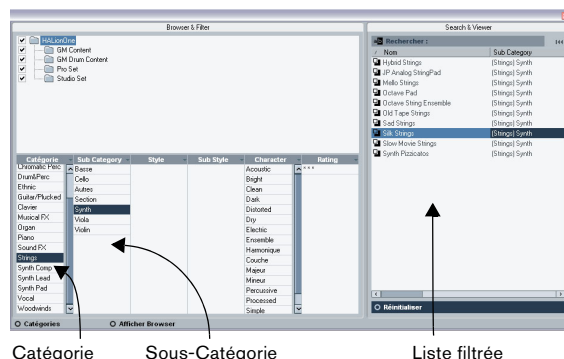 Browser & Filter
HALionOne
GM Content
GM Drum Content
Pro Set
Studio Set
Catégorie
Chromatic Perc
Drum&Perc
Ethnic
Guitar/Plucked
Clavier
Musical FX
Organ
Piano
Sound FX
Strings
Synth Comp
Synth Lead
Synth Pad
Vocal
Woodwinds
Sub Category
Basse
Cello
Autres
Section
Synth
Viola
Violin
Style
Sub Style
Character
Acoustic
Bright
Clean
Dark
Distorted
Dry
Electric
Ensemble
Harmonique
Couche
Majeur
Mineur
Percussive
Processed
Simple
Rating
***
Catégories
Afficher Browser
Search & Viewer
Rechercher :
/ Nom Sub Category
Hybrid Strings (Strings) Synth
JP Analog StringPad (Strings) Synth
Mello Strings (Strings) Synth
Octave Pad (Strings) Synth
Octave String Ensemble (Strings) Synth
Old Tape Strings (Strings) Synth
Sad Strings (Strings) Synth
Silk Strings (Strings) Synth
Slow Movie Strings (Strings) Synth
Synth Pizzicatos (Strings) Synth
Réinitialiser
Catégorie Sous-Catégorie Liste filtrée